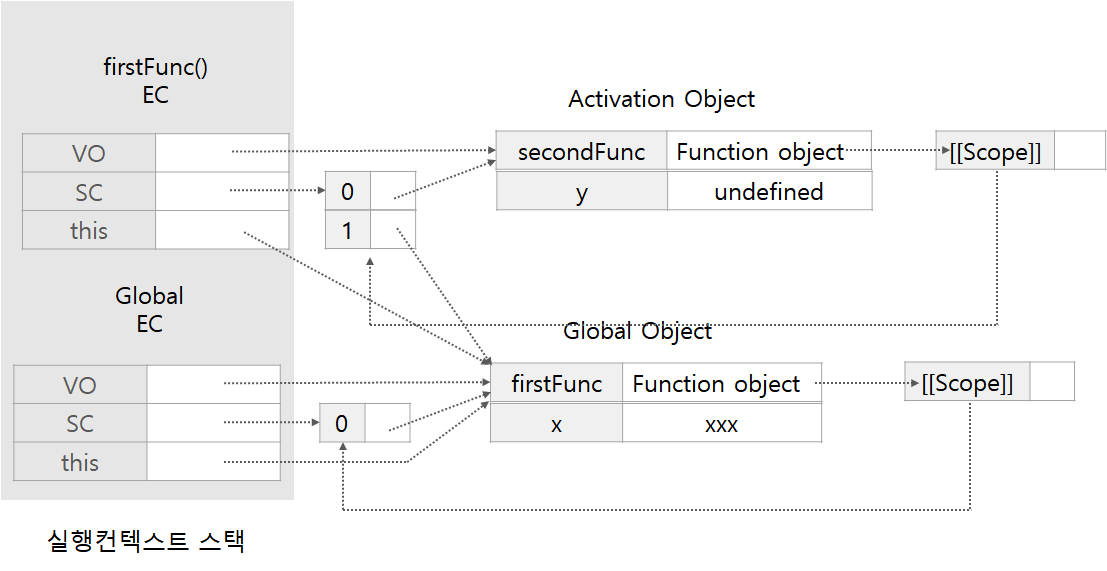 firstFunc()
EC
VO
SC
this
0
1
Activation Object
secondFunc Function object
y undefined
[[Scope]]
Global
EC
VO
SC
this
0
Global Object
firstFunc Function object
x xxx
[[Scope]]
실행컨텍스트 스택